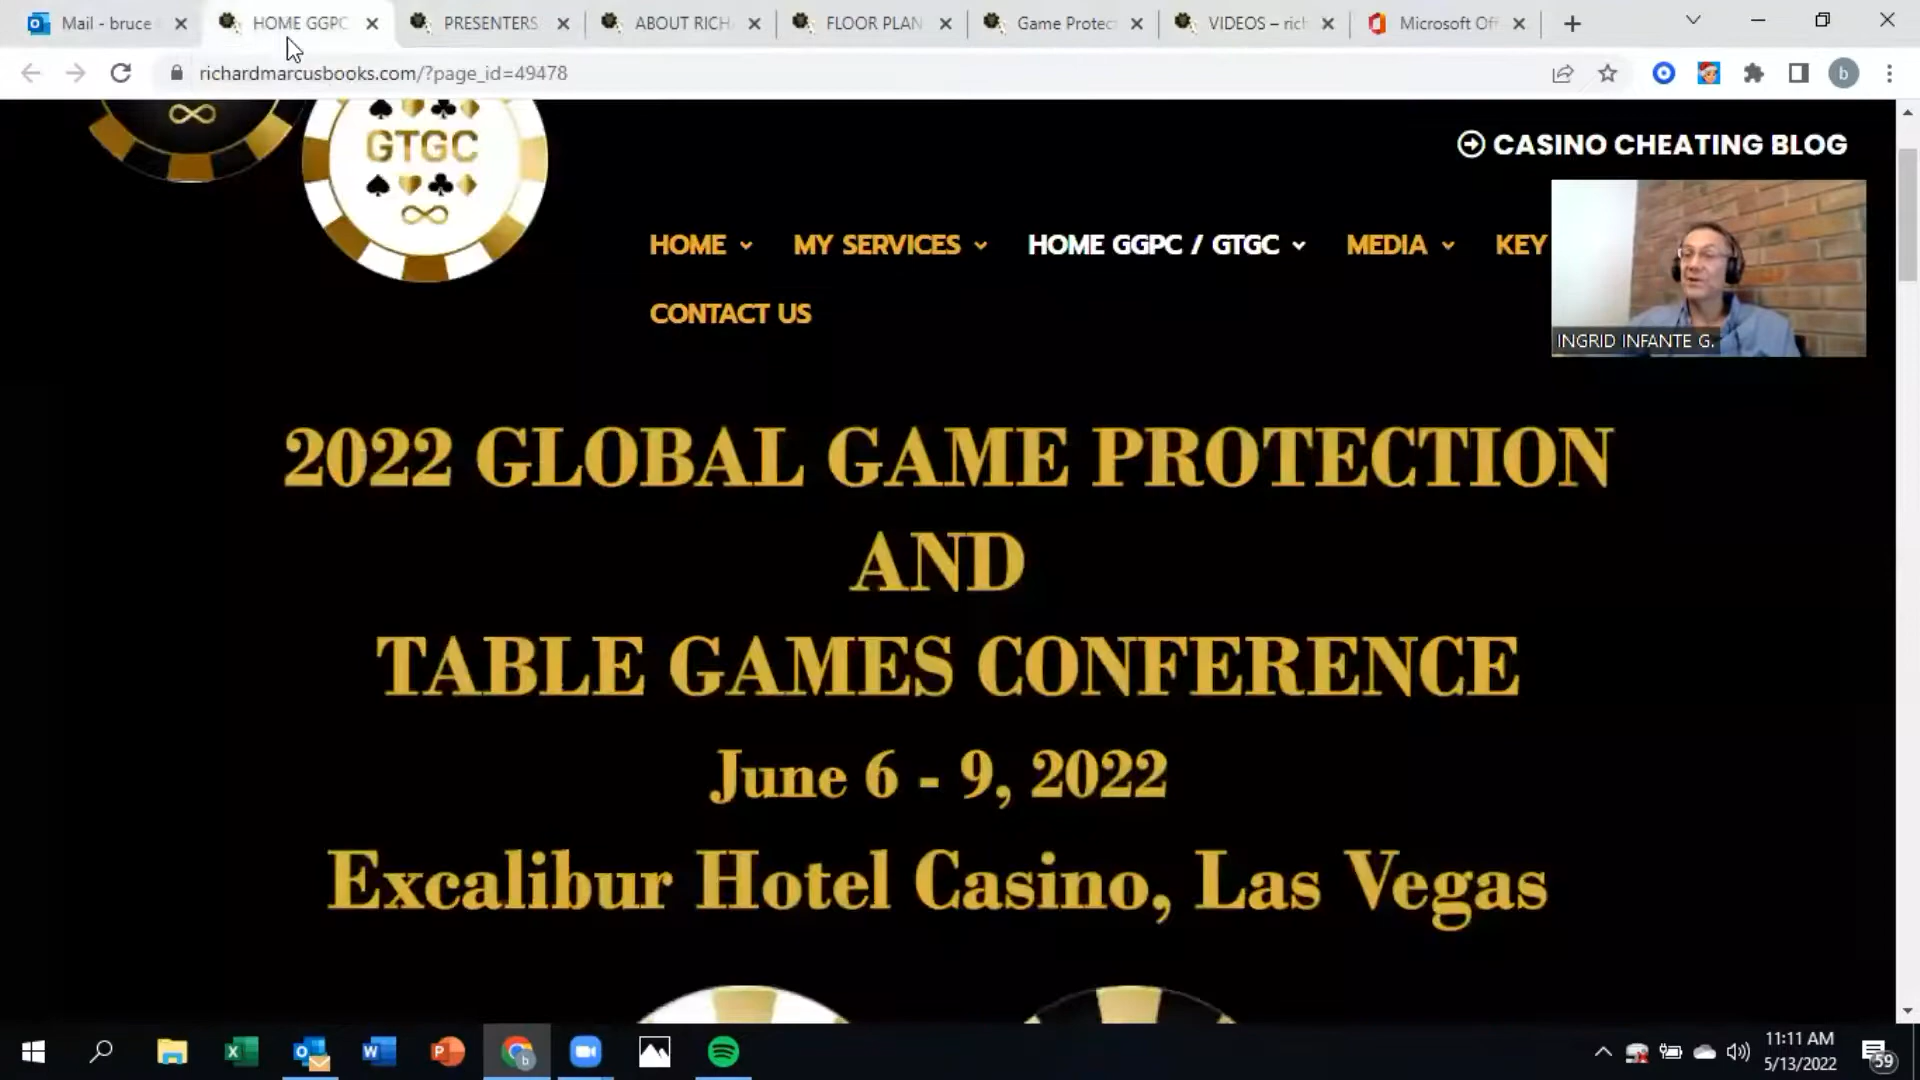 Mail - bruce
HOME GGPC
PRESENTERS
ABOUT RICH
FLOOR PLAN
Game Protec
VIDEOS – rich
Microsoft Off
richardmarcusbooks.com/?page_id=49478
GTGC
CASINO CHEATING BLOG
HOME
MY SERVICES
HOME GGPC / GTGC
MEDIA
KEY
CONTACT US
INGRID INFANTE G.
2022 GLOBAL GAME PROTECTION
AND
TABLE GAMES CONFERENCE
June 6 - 9, 2022
Excalibur Hotel Casino, Las Vegas
11:11 AM
5/13/2022
59